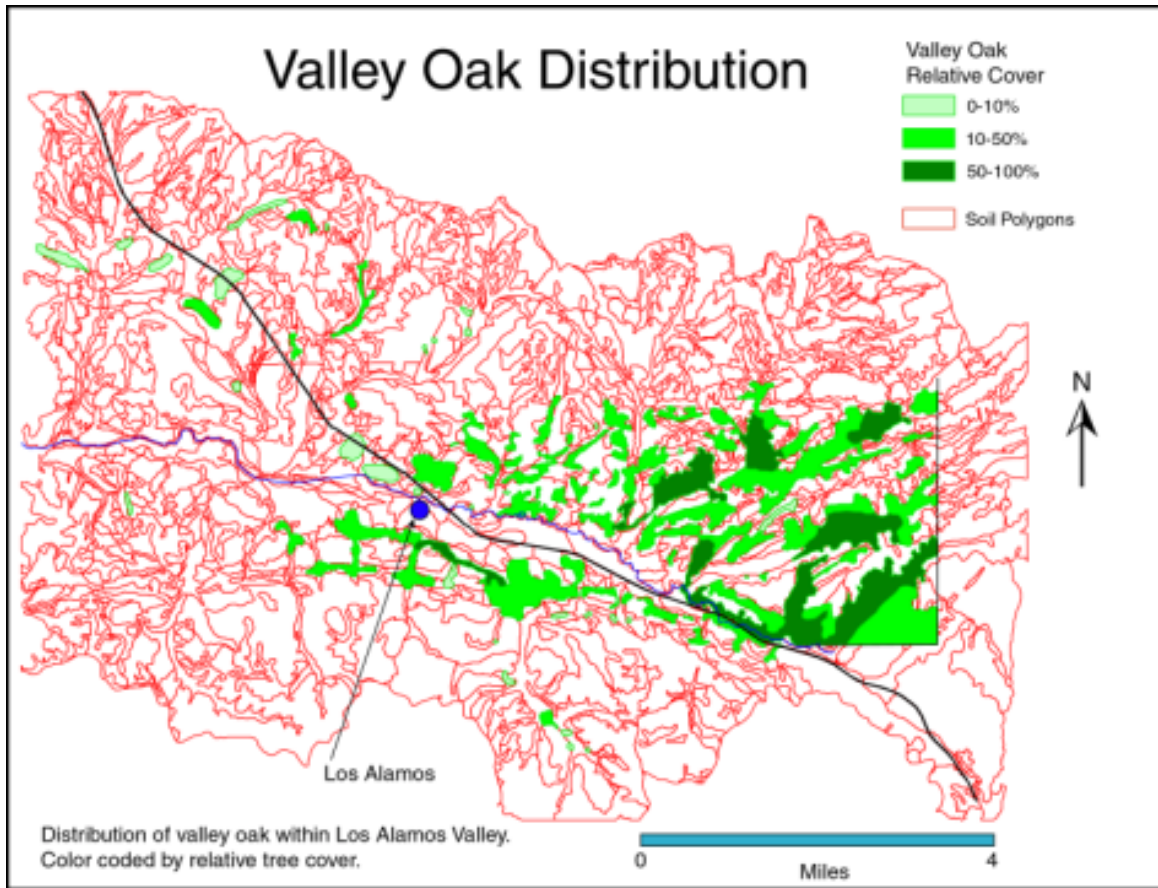 Valley Oak Distribution
Valley Oak
Relative Cover
0-10%
10-50%
50-100%
Soil Polygons
N
Los Alamos
Distribution of valley oak within Los Alamos Valley.
Color coded by relative tree cover.
0
4
Miles